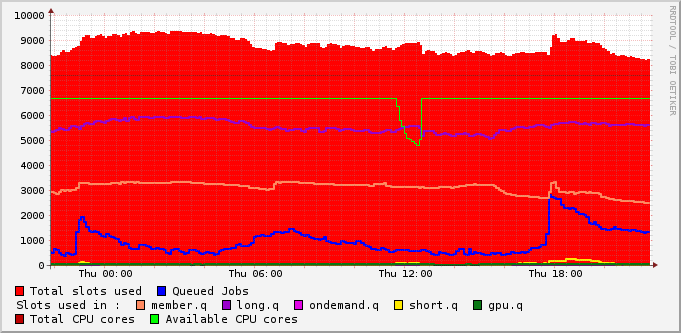 RRDTOOL / TOBI OETIKER
10000
9000
8000
7000
6000
5000
4000
3000
2000
1000
0
Thu 00:00 Thu 06:00 Thu 12:00 Thu 18:00
Total slots used Queued Jobs
Slots used in : member.q long.q ondemand.q short.q gpu.q
Total CPU cores Available CPU cores